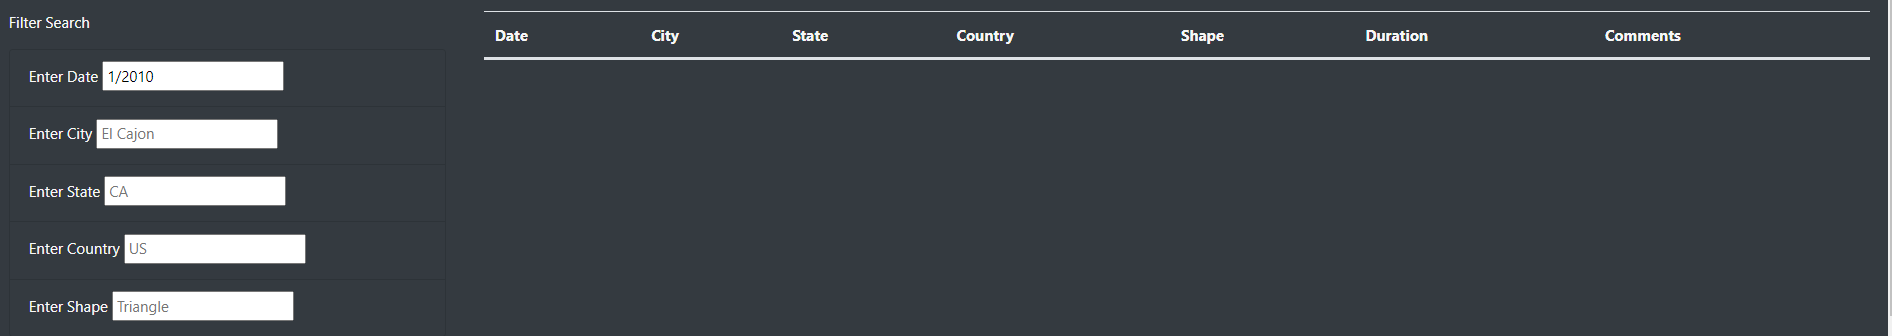 Filter Search
Date City State Country Shape Duration Comments
Enter Date 1/2010
Enter City El Cajon
Enter State CA
Enter Country US
Enter Shape Triangle